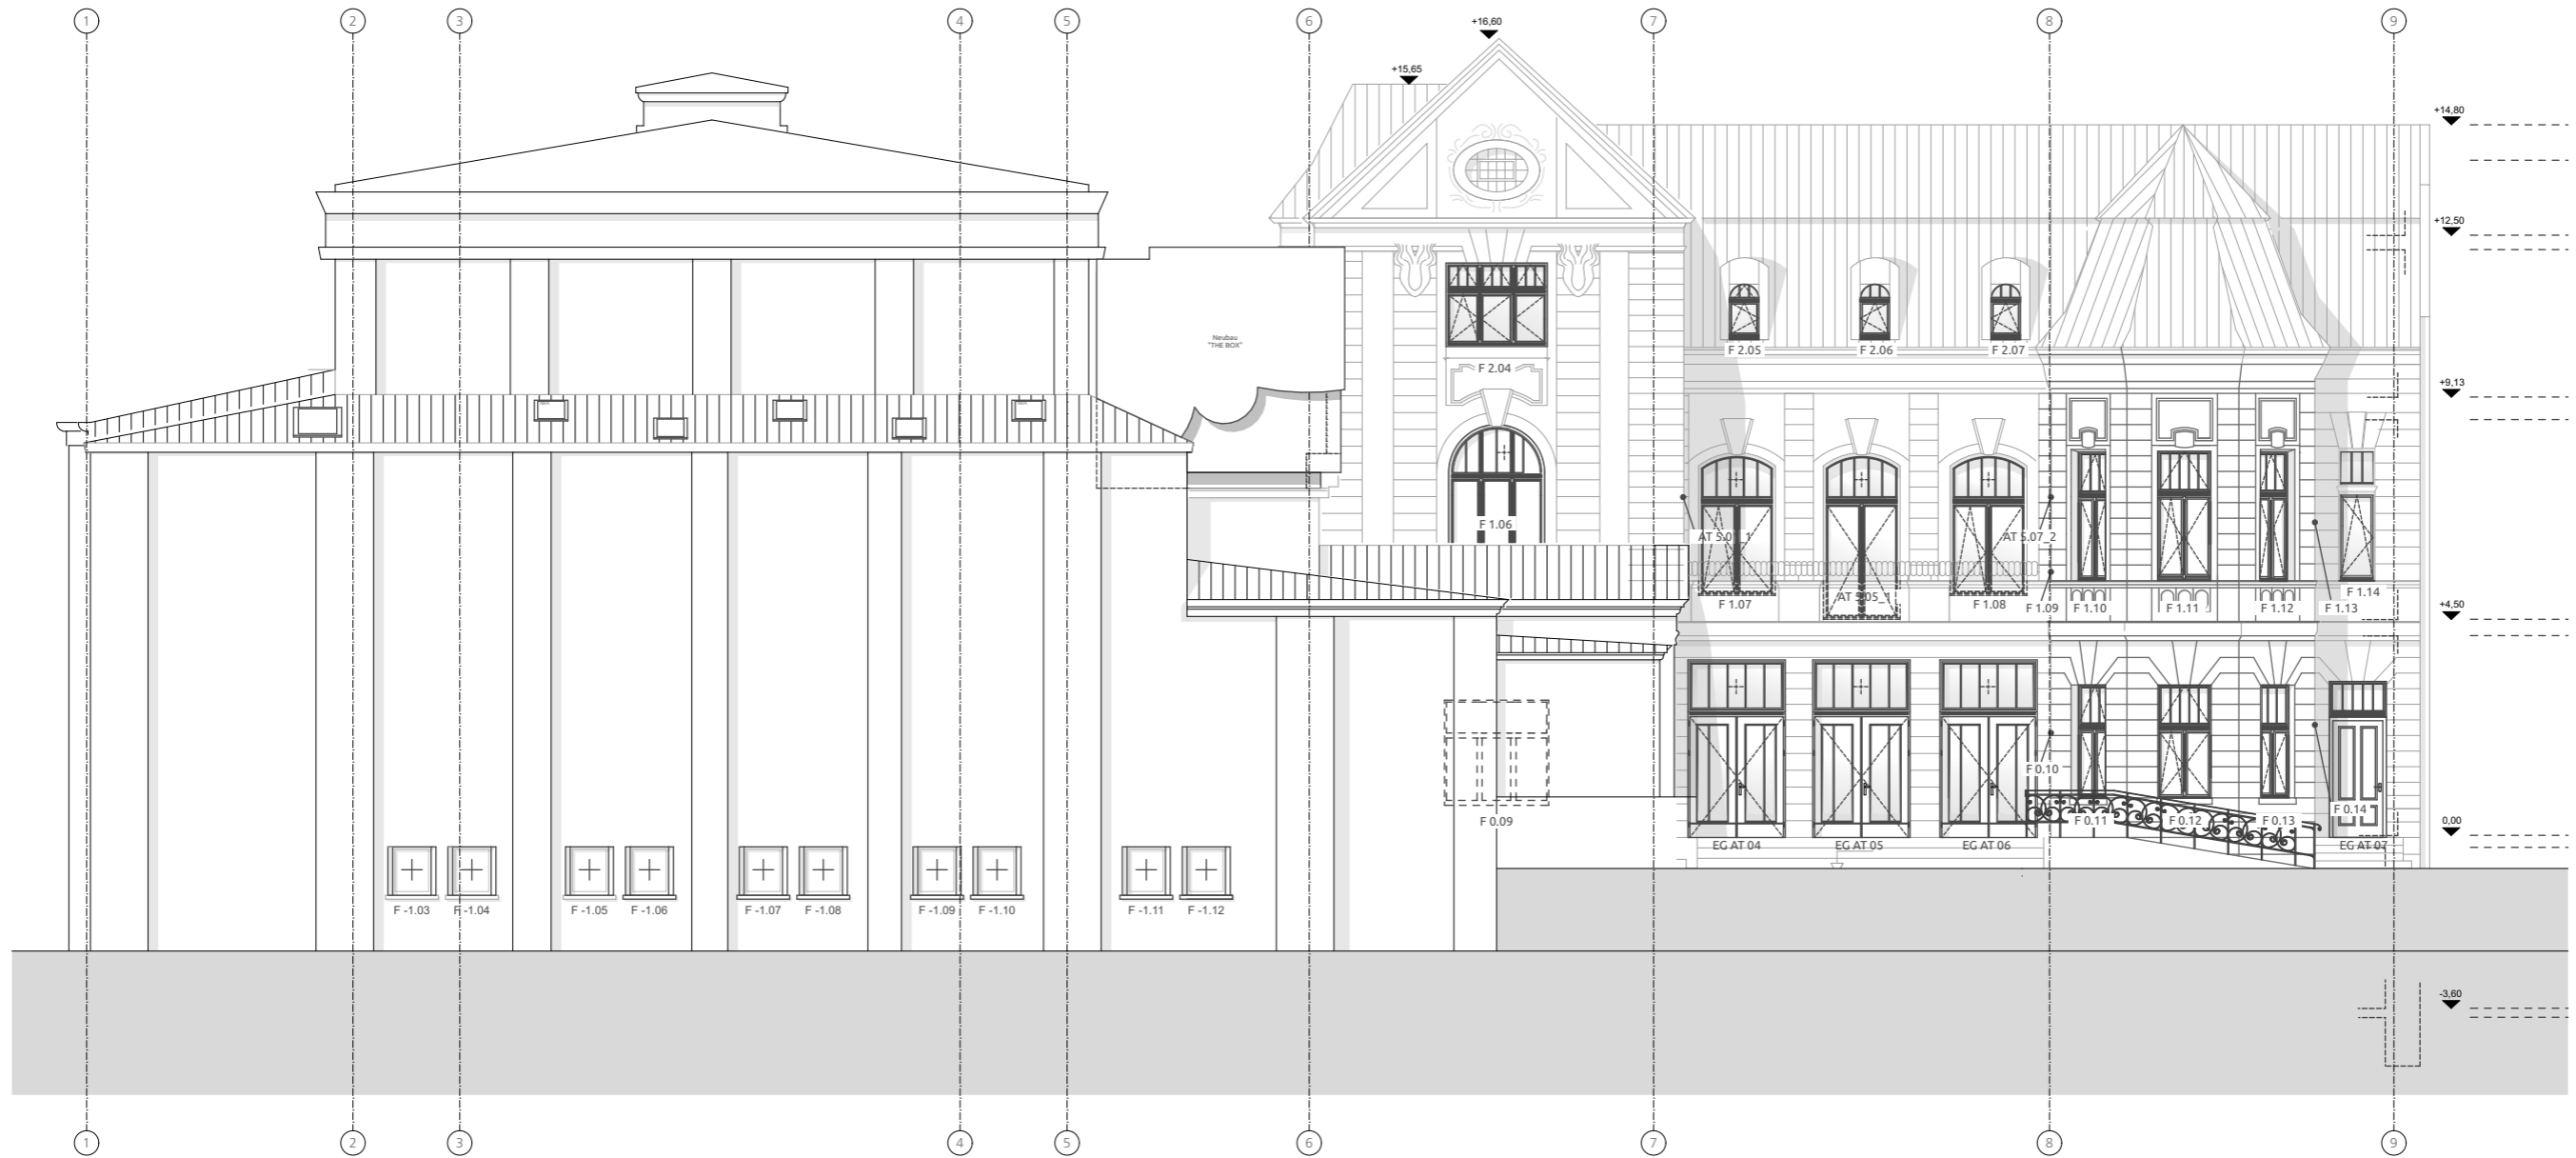 1 2 3 4 5 6 7 8 9
+16,60
+15,65
+14,80
+12,50
Neubau
"THE BOX"
F 2.05 F 2.06 F 2.07
F 2.04
+9,13
F 1.06
AT 5.07_2
F 1.07 AT 5.05_1 F 1.08 F 1.09 F 1.10 F 1.11 F 1.12 F 1.13 F 1.14
+4,50
F 0.10
F 0.09 F 0.11 F 0.12 F 0.13 F 0.14
0,00
EG AT 04 EG AT 05 EG AT 06 EG AT 07
F -1.03 F -1.04 F -1.05 F -1.06 F -1.07 F -1.08 F -1.09 F -1.10 F -1.11 F -1.12
-3,60
1 2 3 4 5 6 7 8 9